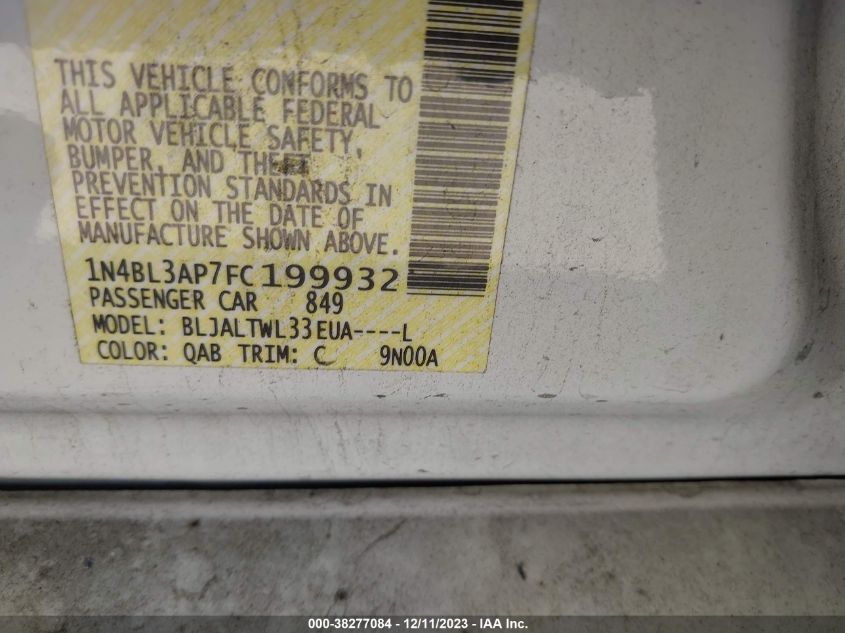 THIS VEHICLE CONFORMS TO
ALL APPLICABLE FEDERAL
MOTOR VEHICLE SAFETY,
BUMPER, AND THEFT
PREVENTION STANDARDS IN
EFFECT ON THE DATE OF
MANUFACTURE SHOWN ABOVE.
1N4BL3AP7FC199932
PASSENGER CAR 849
MODEL: BLJALTWL33EUA----L
COLOR: QAB TRIM: C 9N00A
000-38277084 - 12/11/2023 - IAA Inc.